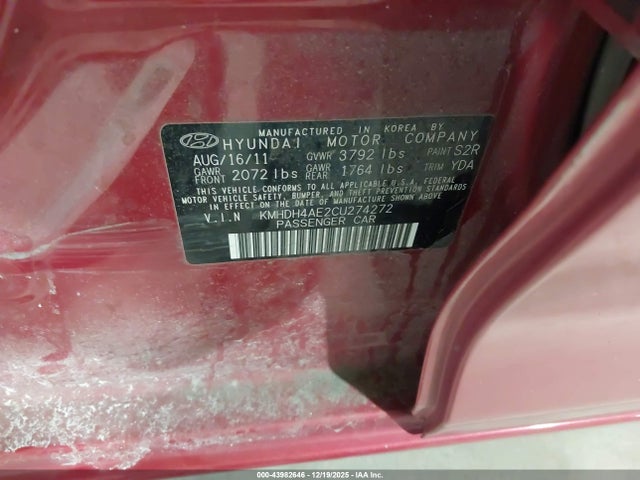 MANUFACTURED IN KOREA BY
HYUNDAI MOTOR COMPANY
AUG/16/11 GVWR 3792 lbs PAINT S2R
GAWR FRONT 2072 lbs GAWR REAR 1764 lbs TRIM YDA
THIS VEHICLE CONFORMS TO ALL APPLICABLE U.S.A. FEDERAL
MOTOR VEHICLE SAFETY, BUMPER, AND THEFT PREVENTION
STANDARDS IN EFFECT ON THE DATE OF MANUFACTURE SHOWN ABOVE.
V.I.N KMHDH4AE2CU274272
PASSENGER CAR
000-43982646 - 12/19/2025 - IAA Inc.